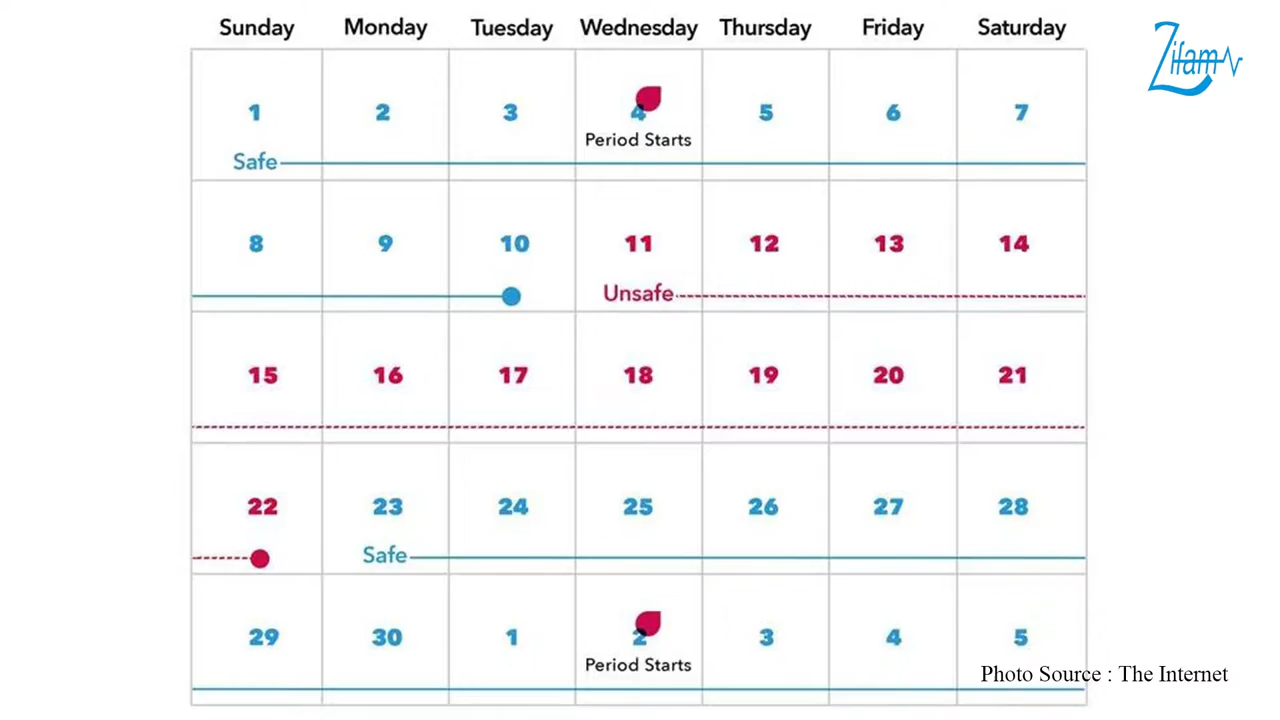 Sunday Monday Tuesday Wednesday Thursday Friday Saturday
Zifam
1 2 3 4 5 6 7
Period Starts
Safe
8 9 10 11 12 13 14
Unsafe
15 16 17 18 19 20 21
22 23 24 25 26 27 28
Safe
29 30 1 2 3 4 5
Period Starts
Photo Source : The Internet